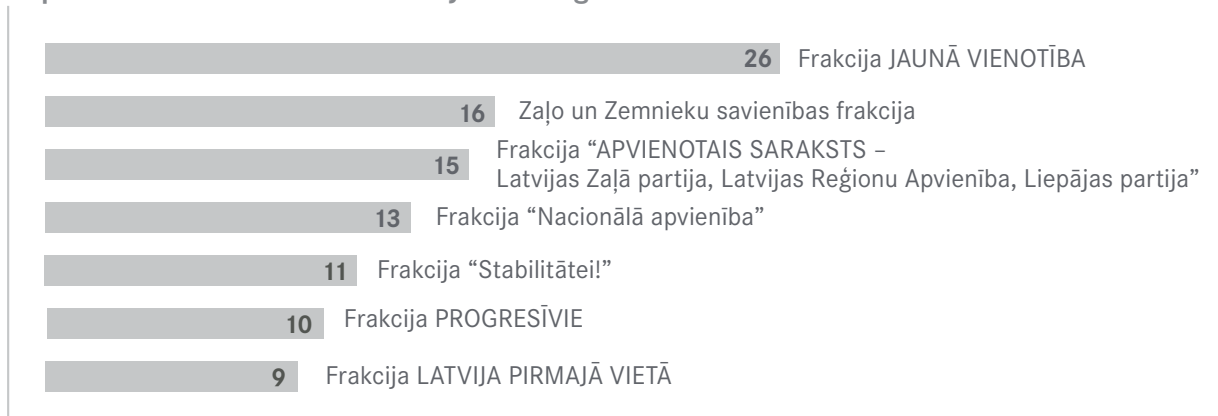 26 Frakcija JAUNĀ VIENOTĪBA
16 Zaļo un Zemnieku savienības frakcija
15 Frakcija “APVIENOTAIS SARAKSTS –
Latvijas Zaļā partija, Latvijas Reģionu Apvienība, Liepājas partija”
13 Frakcija “Nacionālā apvienība”
11 Frakcija “Stabilitātei!”
10 Frakcija PROGRESĪVIE
9 Frakcija LATVIJA PIRMAJĀ VIETĀ